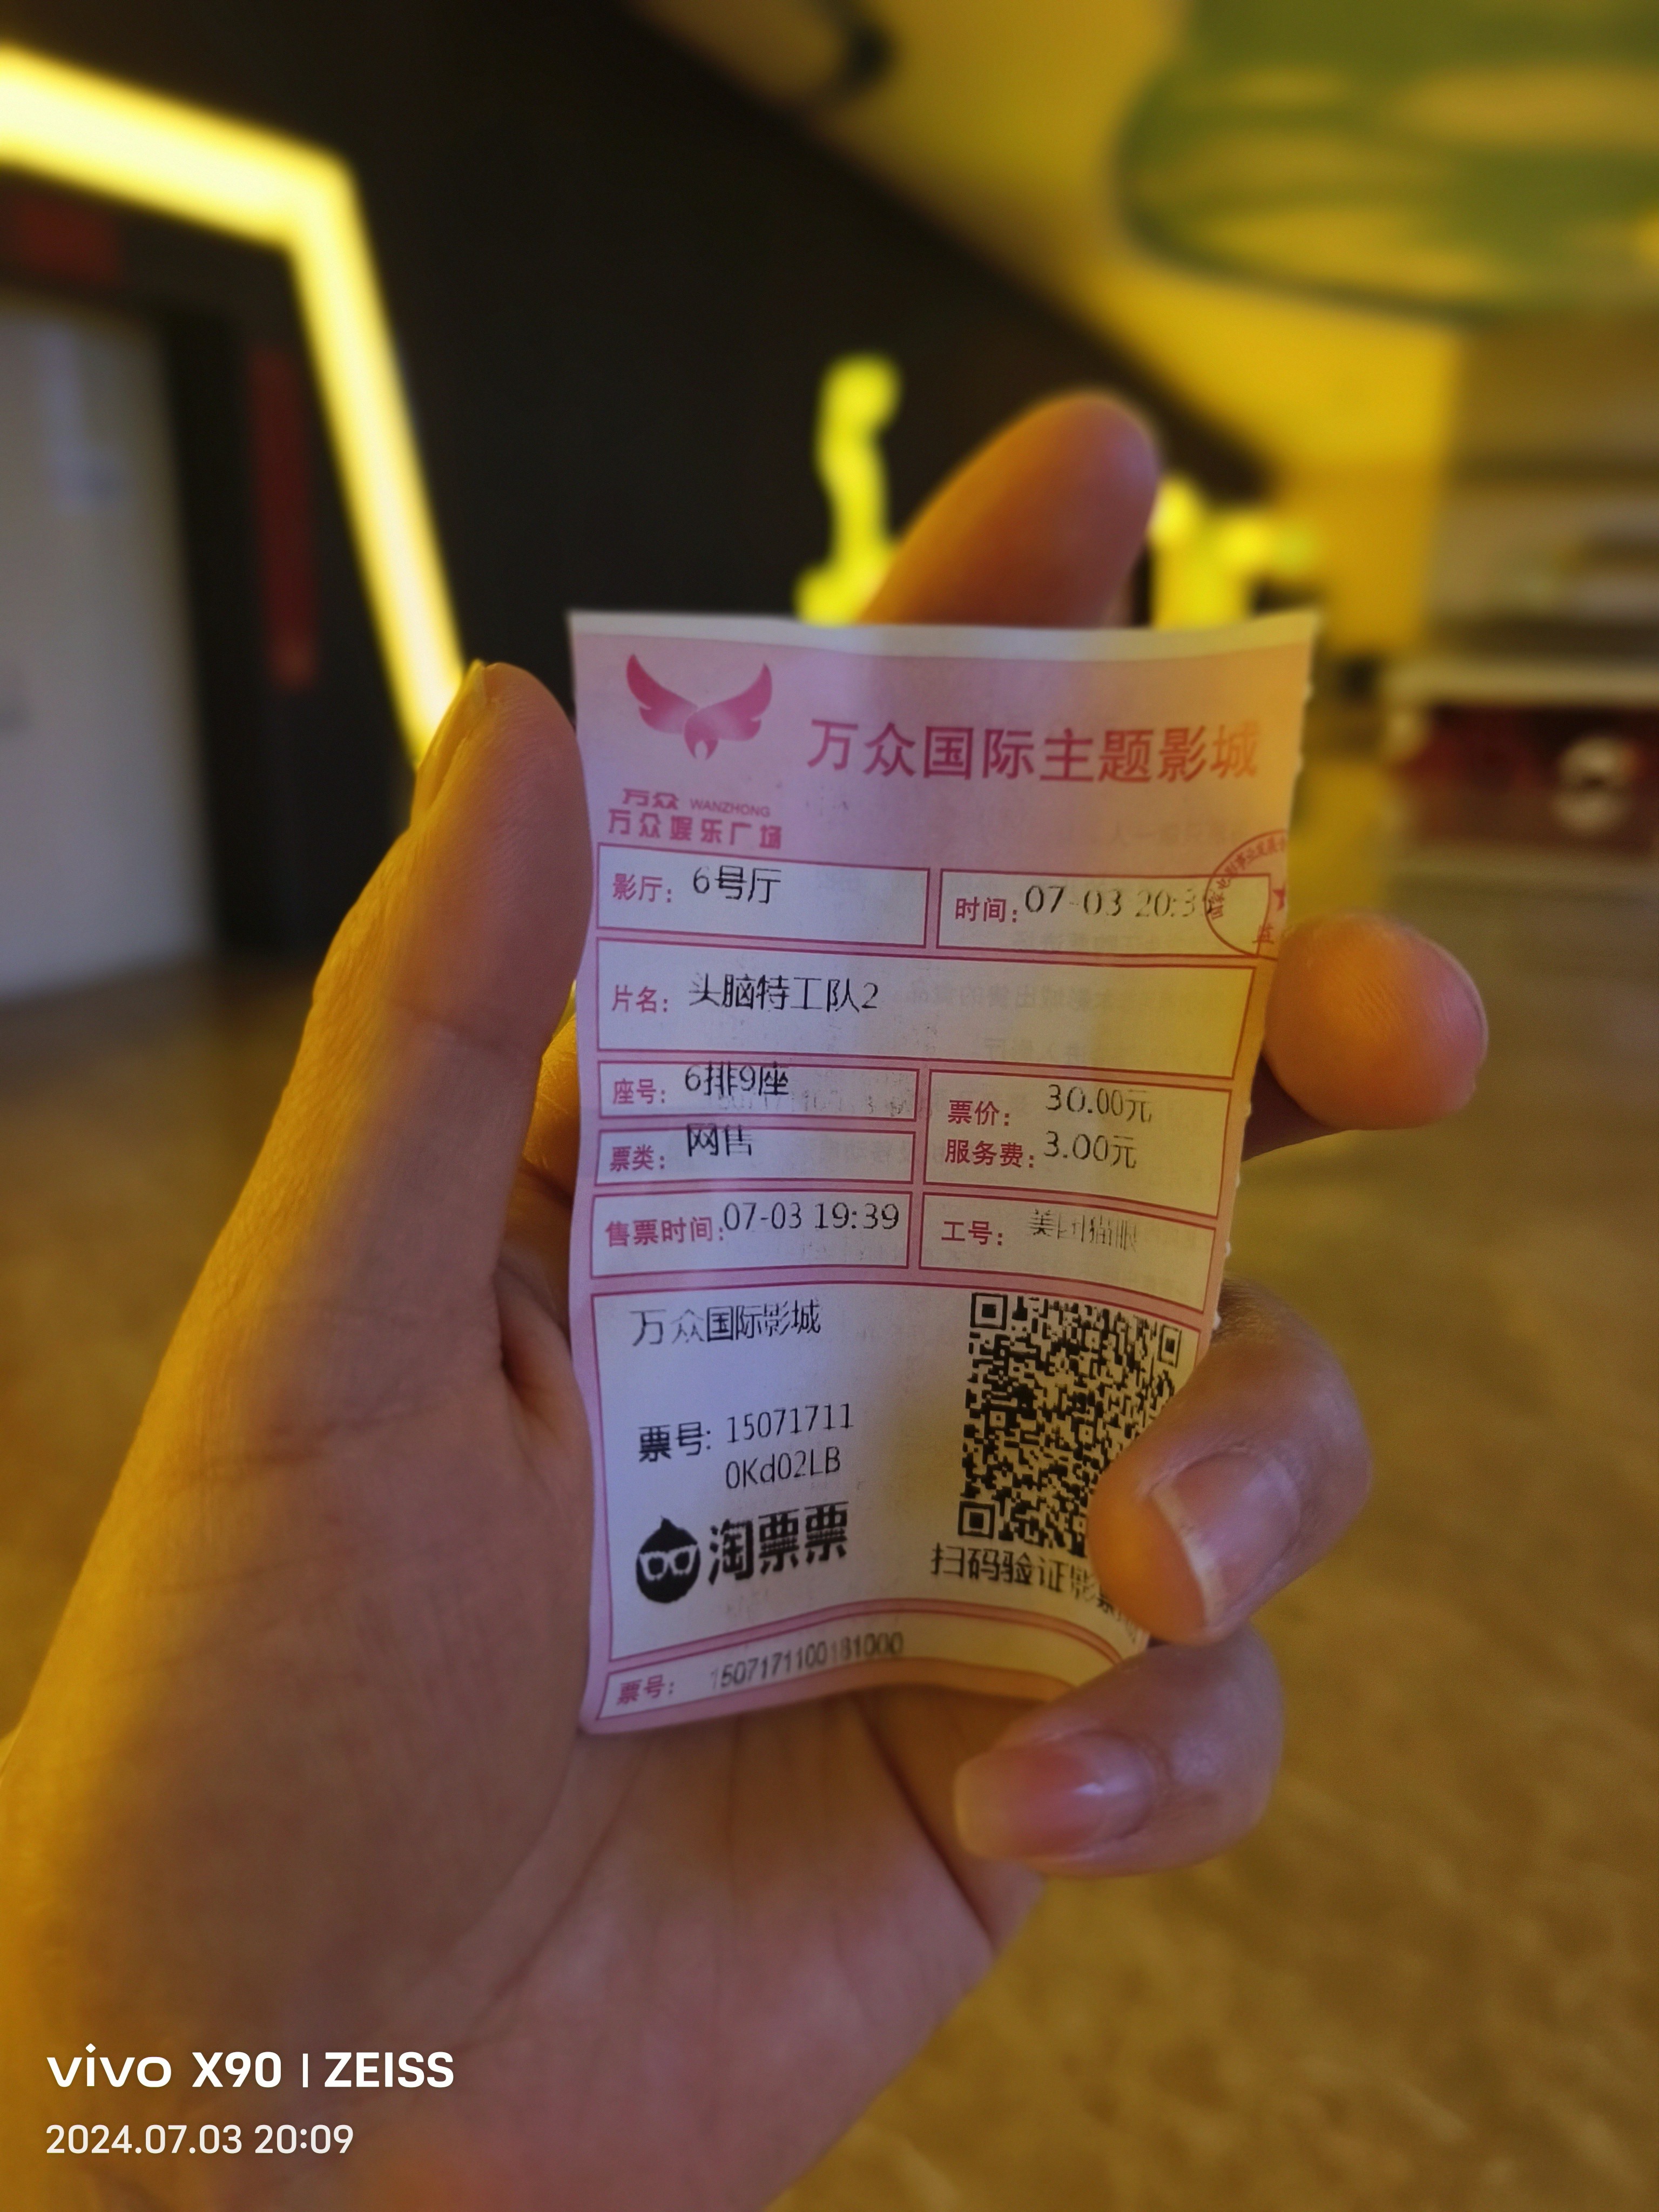 万众国际主题影城
万众 WANZHONG
万众娱乐广场
影厅： 6号厅
时间：07-03 20:3
片名： 头脑特工队2
座号： 6排9座
票价： 30.00元
票类： 网售
服务费：3.00元
售票时间：07-03 19:39
工号：
万众国际影城
票号: 15071711
0Kd02LB
淘票票
扫码验证影票
票号： 1507171100181000
vivo X90 | ZEISS
2024.07.03 20:09